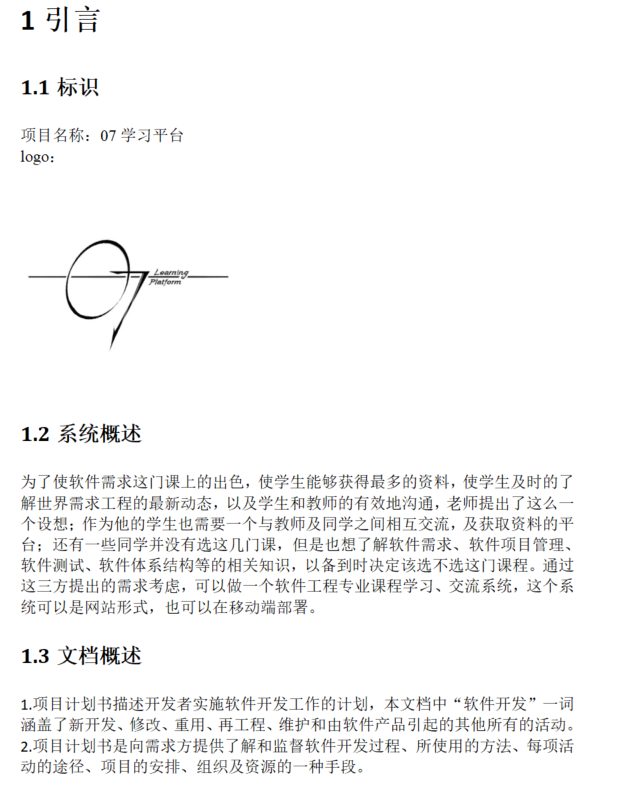 1 引言
1.1 标识
项目名称：07 学习平台
logo：
07
Learning
Platform
1.2 系统概述
为了使软件需求这门课上的出色，使学生能够获得最多的资料，使学生及时的了
解世界需求工程的最新动态，以及学生和教师的有效地沟通，老师提出了这么一
个设想；作为他的学生也需要一个与教师及同学之间相互交流，及获取资料的平
台；还有一些同学并没有选这几门课，但是也想了解软件需求、软件项目管理、
软件测试、软件体系结构等的相关知识，以备到时决定该选不选这门课程。通过
这三方提出的需求考虑，可以做一个软件工程专业课程学习、交流系统，这个系
统可以是网站形式，也可以在移动端部署。
1.3 文档概述
1.项目计划书描述开发者实施软件开发工作的计划，本文档中“软件开发”一词
涵盖了新开发、修改、重用、再工程、维护和由软件产品引起的其他所有的活动。
2.项目计划书是向需求方提供了解和监督软件开发过程、所使用的方法、每项活
动的途径、项目的安排、组织及资源的一种手段。